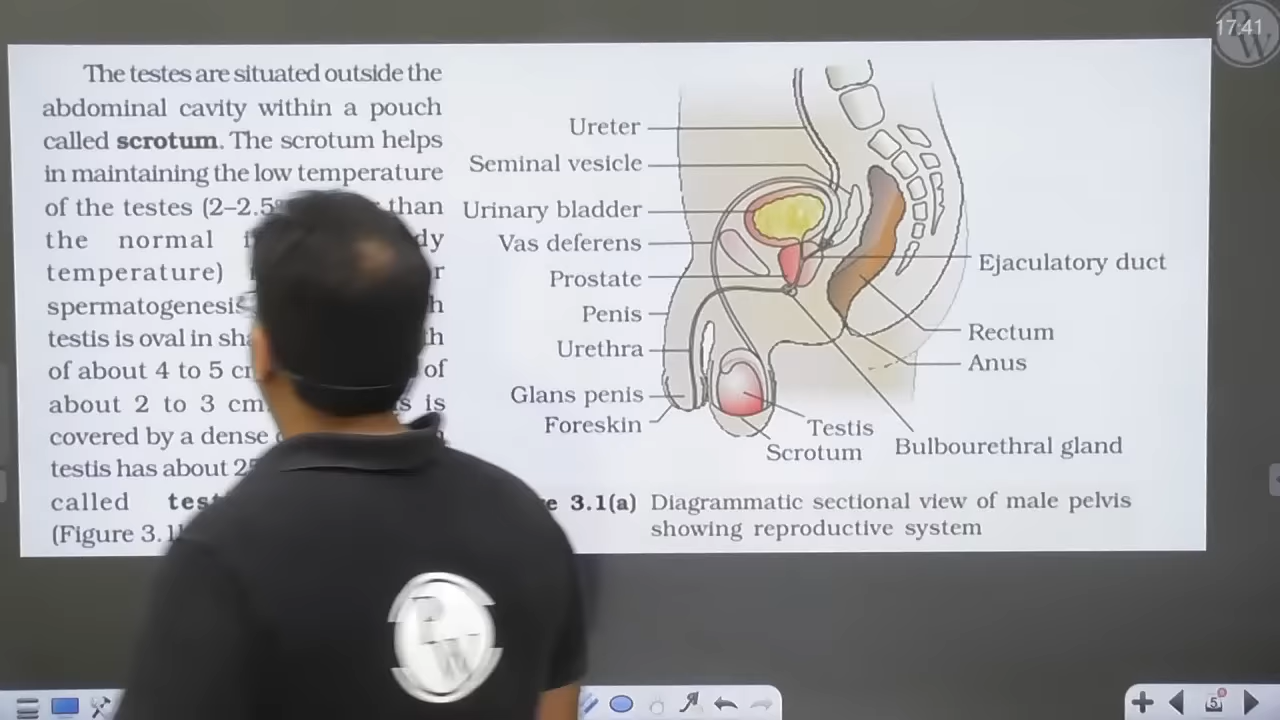 17:41
The testes are situated outside the
abdominal cavity within a pouch
called scrotum. The scrotum helps
in maintaining the low temperature
of the testes (2–2.5 than
the normal
temperature)
spermatogenesis
testis is oval in
of about 4 to 5 of
about 2 to 3 cm. is
covered by a dense
testis has about
called
(Figure 3.1
Ureter
Seminal vesicle
Urinary bladder
Vas deferens
Prostate
Penis
Urethra
Glans penis
Foreskin
Ejaculatory duct
Rectum
Anus
Testis
Scrotum
Bulbourethral gland
3.1(a) Diagrammatic sectional view of male pelvis
showing reproductive system
PW
5